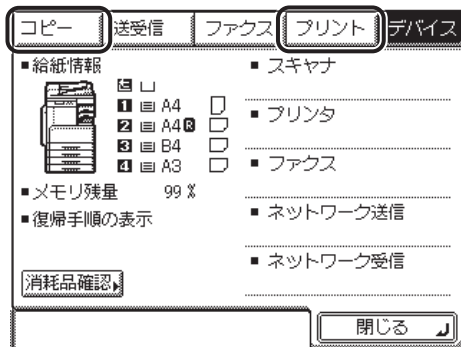 コピー 送受信 ファクス プリント デバイス
■給紙情報
1 A4
2 A4R
3 B4
4 A3
■メモリ残量 99 %
■復帰手順の表示
消耗品確認
■スキャナ
■プリンタ
■ファクス
■ネットワーク送信
■ネットワーク受信
閉じる